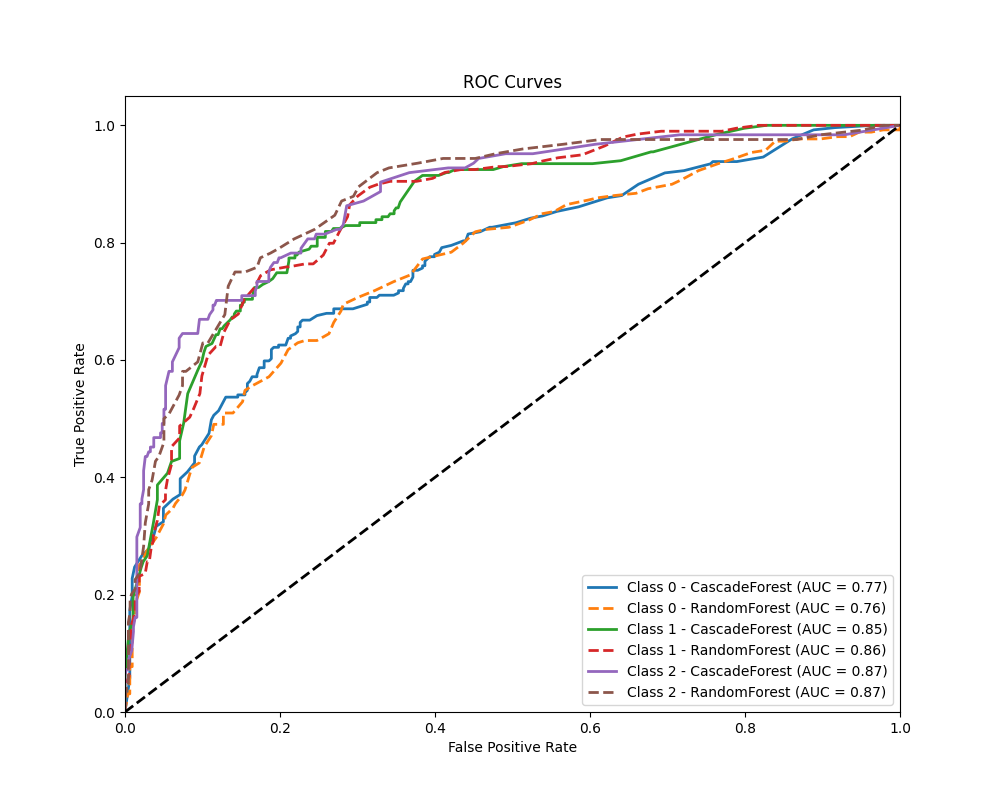 ROC Curves
True Positive Rate
1.0
0.8
0.6
0.4
0.2
0.0
Class 0 - CascadeForest (AUC = 0.77)
Class 0 - RandomForest (AUC = 0.76)
Class 1 - CascadeForest (AUC = 0.85)
Class 1 - RandomForest (AUC = 0.86)
Class 2 - CascadeForest (AUC = 0.87)
Class 2 - RandomForest (AUC = 0.87)
0.0 0.2 0.4 0.6 0.8 1.0
False Positive Rate